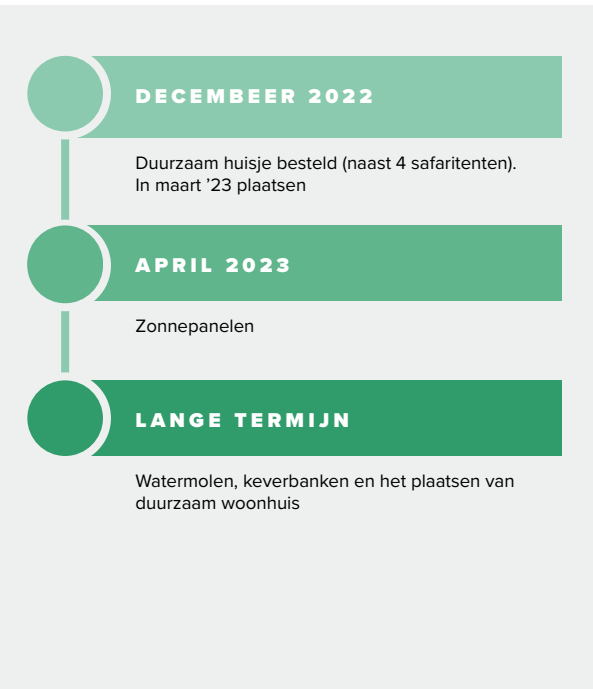 DECEMBEER 2022
Duurzaam huisje besteld (naast 4 safaritenten).
In maart ’23 plaatsen
APRIL 2023
Zonnepanelen
LANGE TERMIJN
Watermolen, keverbanken en het plaatsen van
duurzaam woonhuis